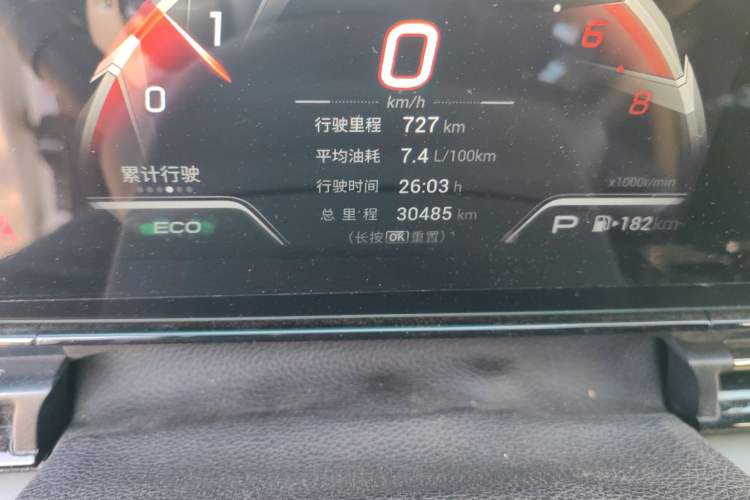 1
0
6
0
8
km/h
行驶里程 727 km
平均油耗 7.4 L/100km
累计行驶
行驶时间 26:03 h
x1000r/min
总里程 30485 km
ECO
P 182km
(长按OK重置)